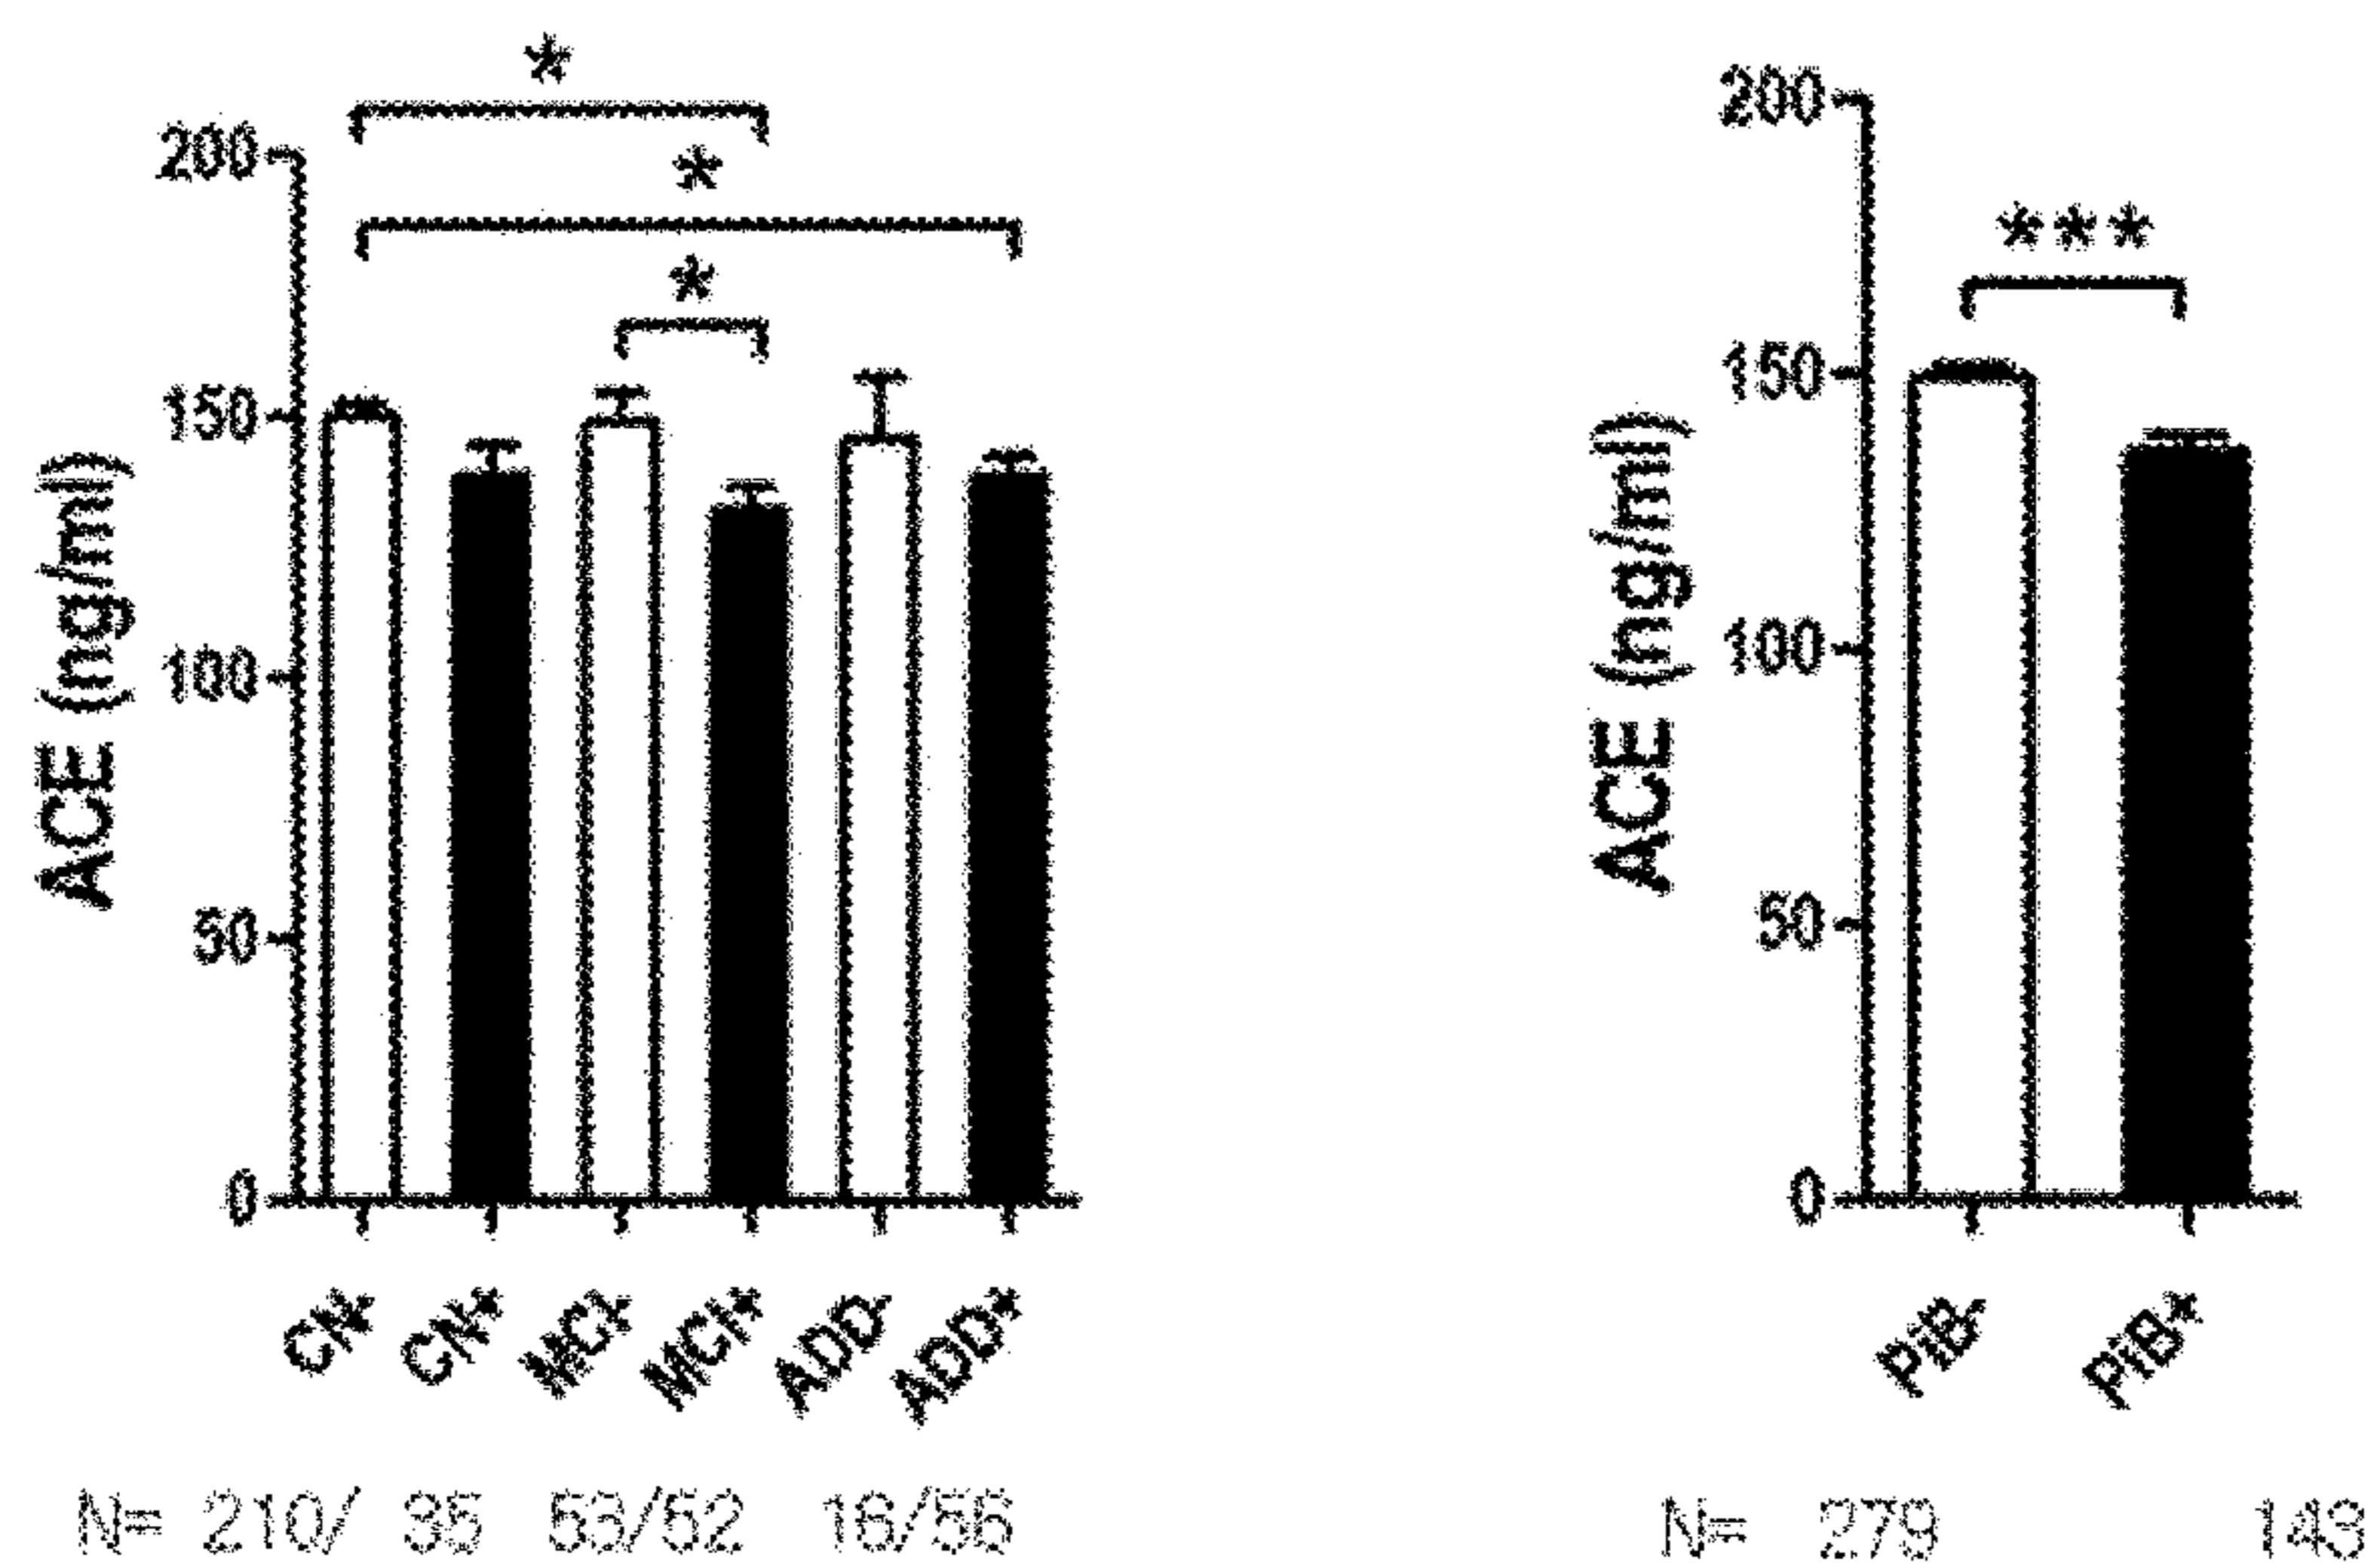 *
*
*
200
150
100
50
0
ACE (ng/ml)
CN-
CN+
MCI-
MCI+
ADD-
ADD+
N= 210/ 35 53/52 16/56
***
200
150
100
50
0
ACE (ng/ml)
PiB-
PiB+
N= 279 143